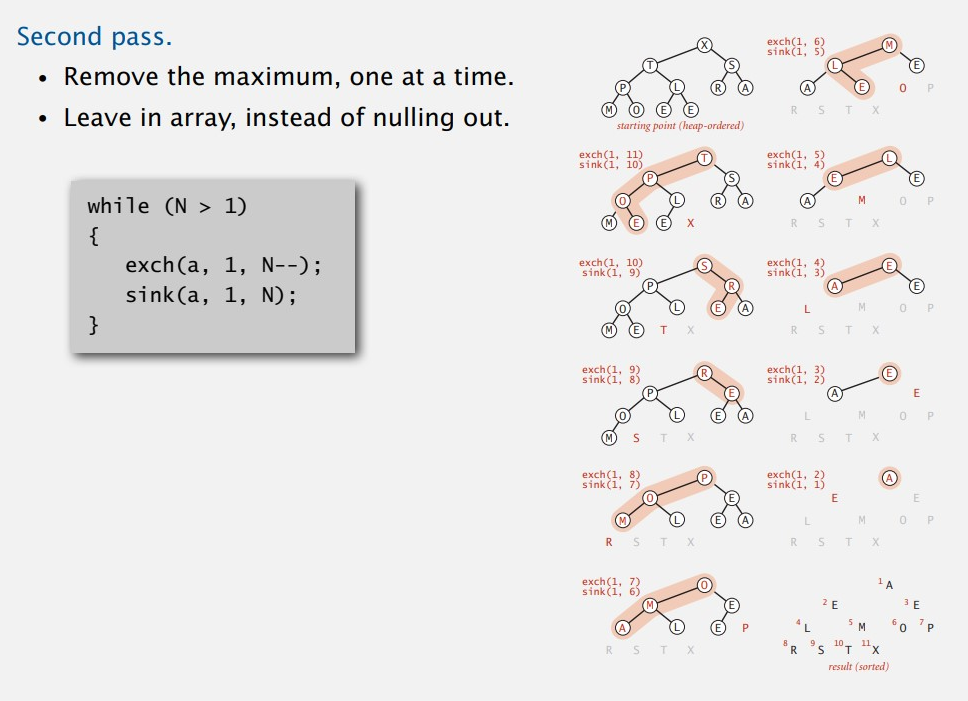 Second pass.
• Remove the maximum, one at a time.
• Leave in array, instead of nulling out.
while (N > 1)
{
exch(a, 1, N--);
sink(a, 1, N);
}
X
T S
P L R A
M O E E
starting point (heap-ordered)
exch(1, 11)
sink(1, 10)
T
P S
O L R A
M E E X
exch(1, 10)
sink(1, 9)
S
P R
O L E A
M E T X
exch(1, 9)
sink(1, 8)
R
P E
O L E A
M S T X
exch(1, 8)
sink(1, 7)
P
O E
M L E A
R S T X
exch(1, 7)
sink(1, 6)
O
M E
A L E P
R S T X
exch(1, 6)
sink(1, 5)
M
L E
A E O P
R S T X
exch(1, 5)
sink(1, 4)
L
E E
A M O P
R S T X
exch(1, 4)
sink(1, 3)
E
A E
L M O P
R S T X
exch(1, 3)
sink(1, 2)
E
A E
L M O P
R S T X
exch(1, 2)
sink(1, 1)
A
E E
L M O P
R S T X
1 A
2 E 3 E
4 L 5 M 6 O 7 P
8 R 9 S 10 T 11 X
result (sorted)